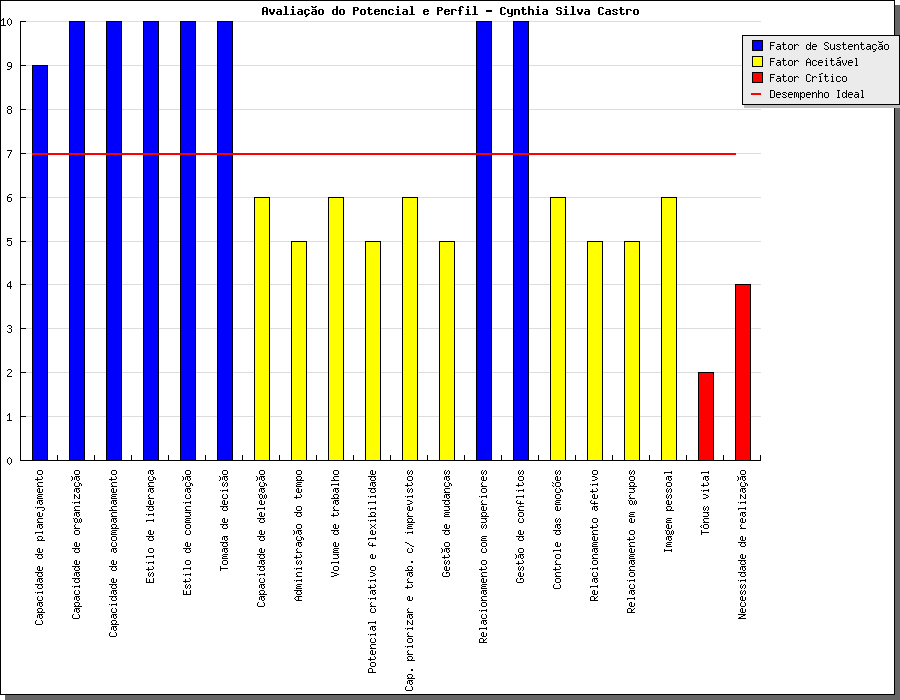 Avaliação do Potencial e Perfil - Cynthia Silva Castro
Fator de Sustentação
Fator Aceitável
Fator Crítico
Desempenho Ideal
10
9
8
7
6
5
4
3
2
1
0
Capacidade de planejamento
Capacidade de organização
Capacidade de acompanhamento
Estilo de liderança
Estilo de comunicação
Tomada de decisão
Capacidade de delegação
Administração do tempo
Volume de trabalho
Potencial criativo e flexibilidade
Cap. priorizar e trab. c/ imprevistos
Gestão de mudanças
Relacionamento com superiores
Gestão de conflitos
Controle das emoções
Relacionamento afetivo
Relacionamento em grupos
Imagem pessoal
Tônus vital
Necessidade de realização